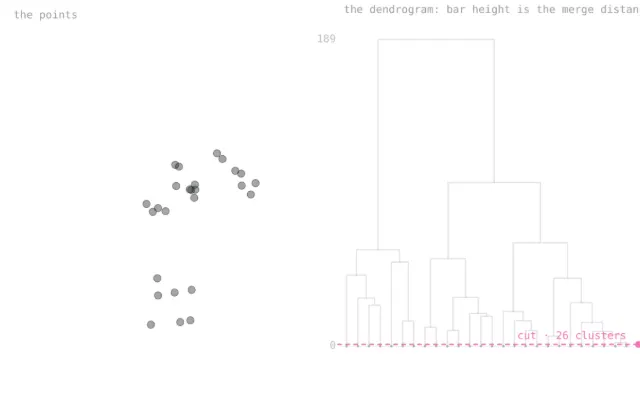 the points
the dendrogram: bar height is the merge distan
189
cut · 26 clusters
0